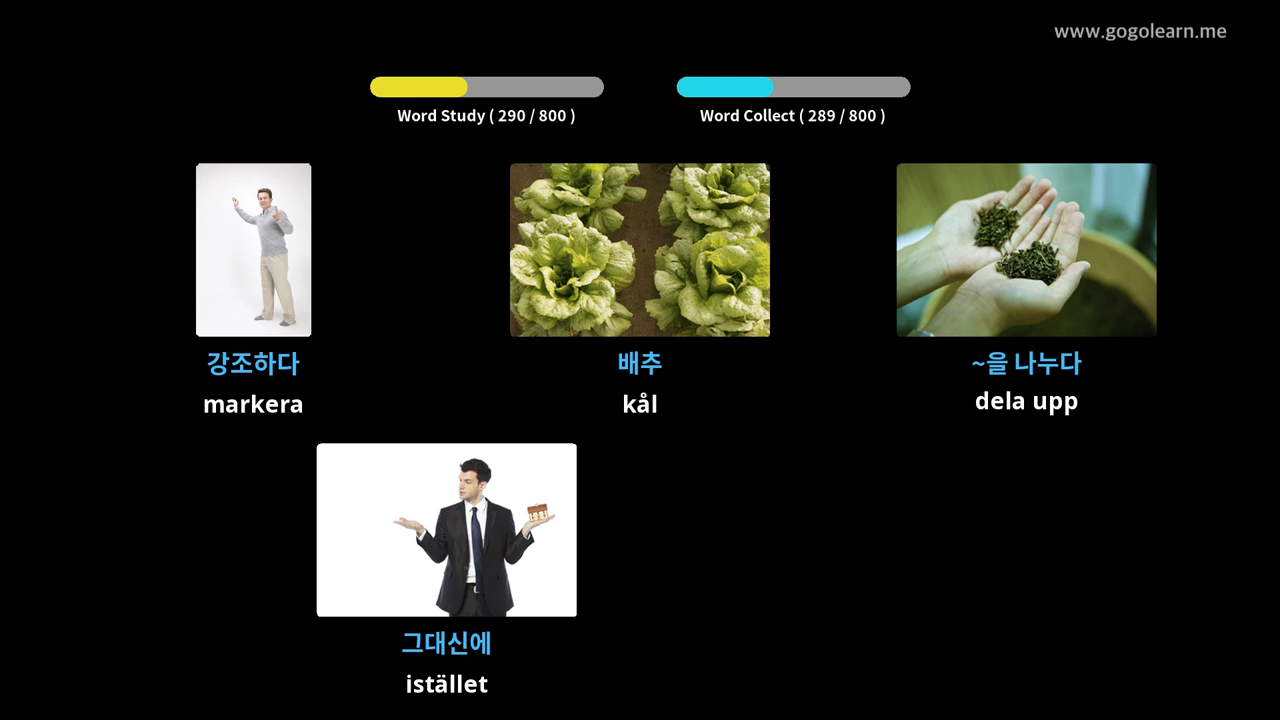 www.gogolearn.me
Word Study ( 290 / 800 )
Word Collect ( 289 / 800 )
강조하다
markera
배추
kål
~을 나누다
dela upp
그대신에
istället